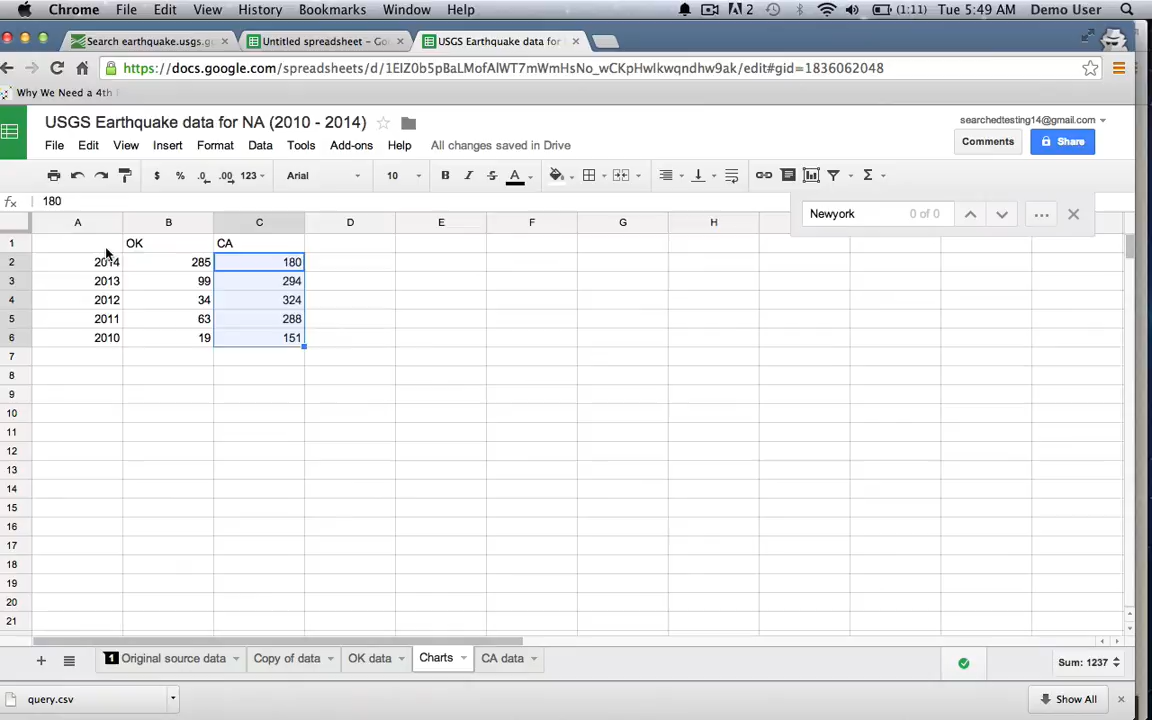 Chrome File Edit View History Bookmarks Window Help 2 (1:11) Tue 5:49 AM Demo User
Search earthquake.usgs.g Untitled spreadsheet – Go USGS Earthquake data for
https://docs.google.com/spreadsheets/d/1EIZ0b5pBaLMofAlWT7mWmHsNo_wCKpHwlkwqndhw9ak/edit#gid=1836062048
Why We Need a 4th
USGS Earthquake data for NA (2010 - 2014) searchedtesting14@gmail.com
File Edit View Insert Format Data Tools Table Add-ons Help All changes saved in Drive Comments Share
$ % .0 .00 123 Arial 10 B I S A Σ
fx 180 Newyork 0 of 0 ...
A B C D E F G H
1 OK CA
2 2014 285 180
3 2013 99 294
4 2012 34 324
5 2011 63 288
6 2010 19 151
7
8
9
10
11
12
13
14
15
16
17
18
19
20
21
1 Original source data Copy of data OK data Charts CA data Sum: 1237
query.csv Show All